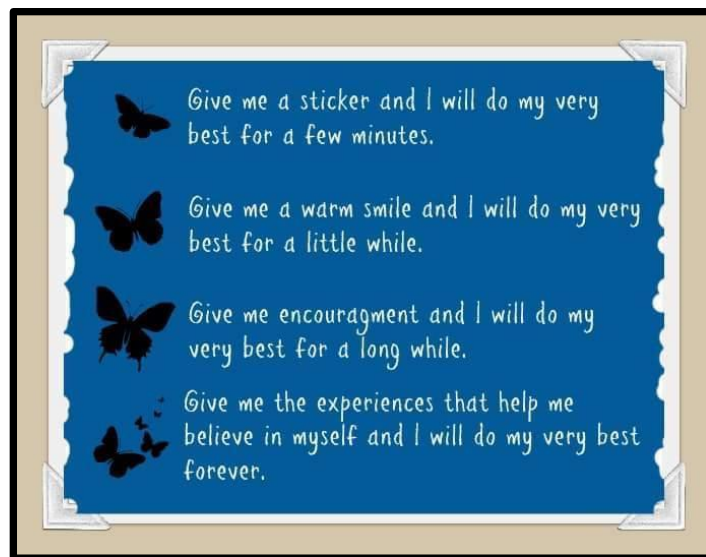 Give me a sticker and I will do my very
best for a few minutes.
Give me a warm smile and I will do my very
best for a little while.
Give me encouragment and I will do my
very best for a long while.
Give me the experiences that help me
believe in myself and I will do my very best
forever.